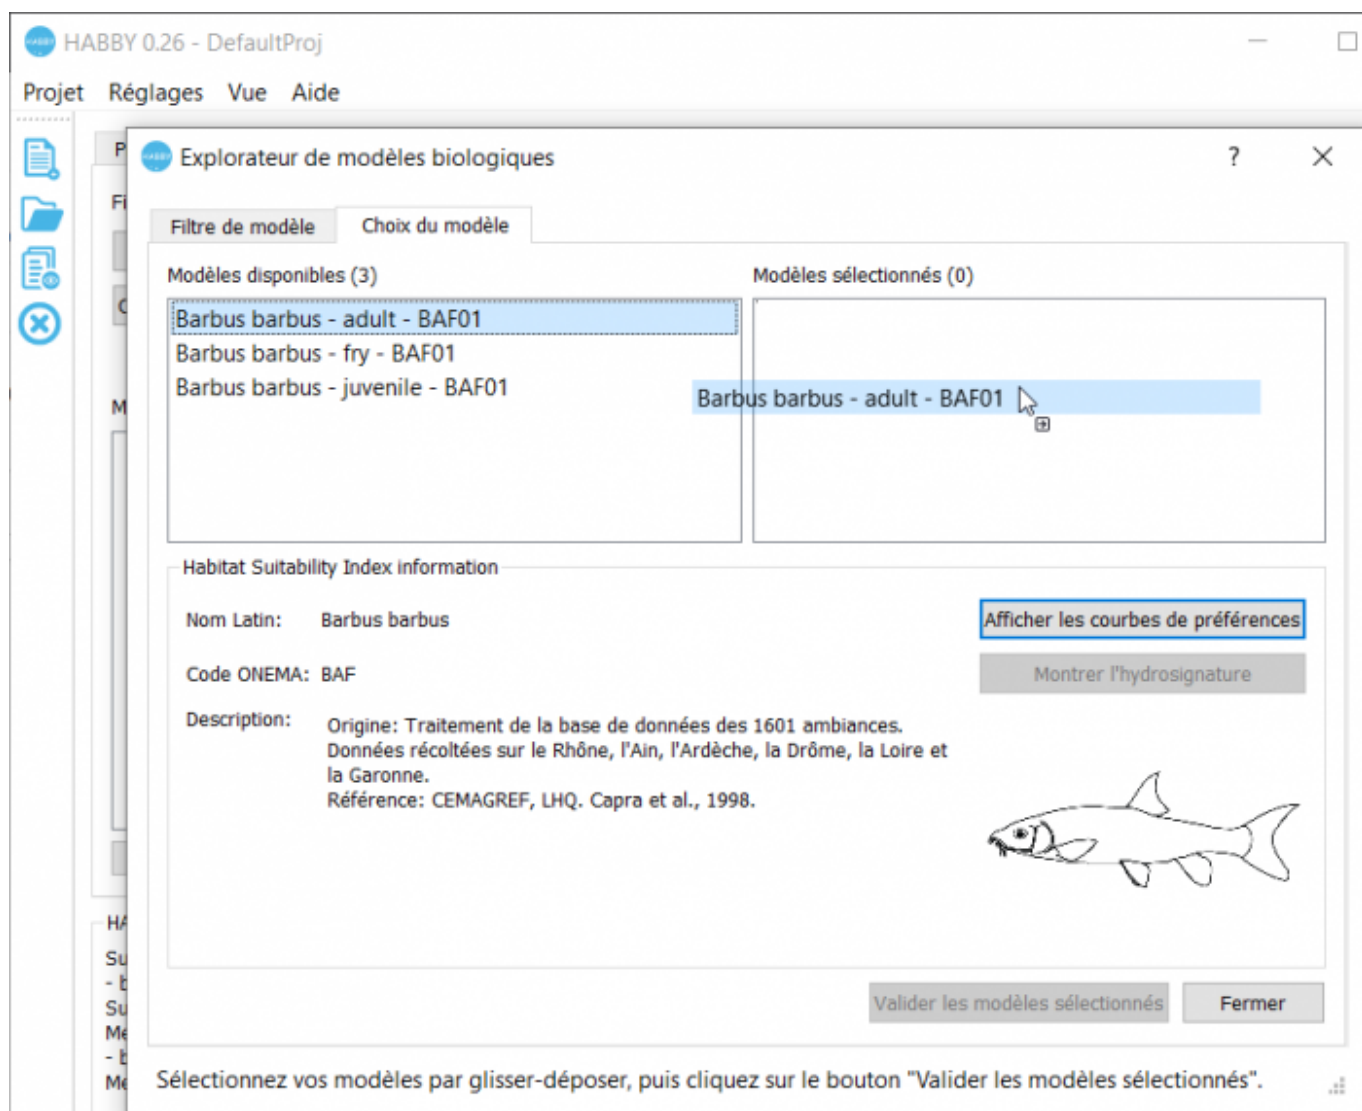 HABBY 0.26 - DefaultProj
Projet Réglages Vue Aide
Explorateur de modèles biologiques
Filtre de modèle Choix du modèle
Modèles disponibles (3) Modèles sélectionnés (0)
Barbus barbus - adult - BAF01
Barbus barbus - fry - BAF01
Barbus barbus - juvenile - BAF01
Barbus barbus - adult - BAF01
Habitat Suitability Index information
Nom Latin: Barbus barbus
Afficher les courbes de préférences
Code ONEMA: BAF
Montrer l'hydrosignature
Description: Origine: Traitement de la base de données des 1601 ambiances.
Données récoltées sur le Rhône, l'Ain, l'Ardèche, la Drôme, la Loire et
la Garonne.
Référence: CEMAGREF, LHQ. Capra et al., 1998.
Valider les modèles sélectionnés Fermer
Sélectionnez vos modèles par glisser-déposer, puis cliquez sur le bouton "Valider les modèles sélectionnés".